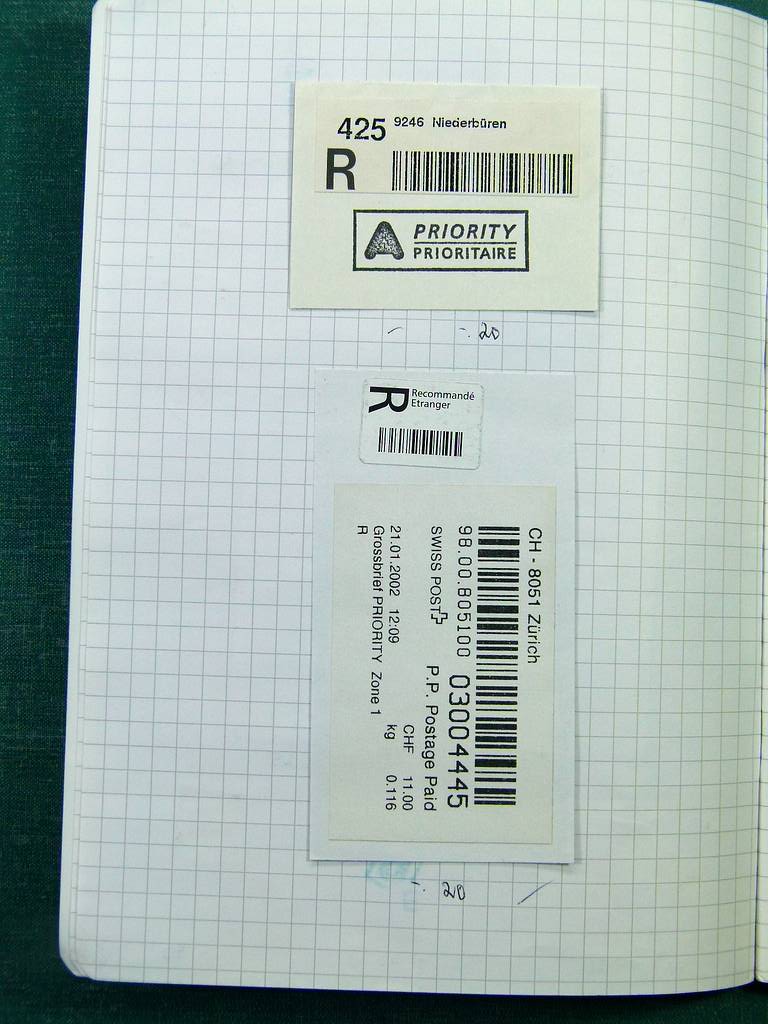 425 9246 Niederbüren
R
A PRIORITY
PRIORITAIRE
-.20
R Recommandé
Etranger
CH - 8051 Zürich
98.00.805100 03004445
SWISS POST P.P. Postage Paid
CHF 11.00
21.01.2002 12:09 kg 0.116
Grossbrief PRIORITY Zone 1
R
-.20